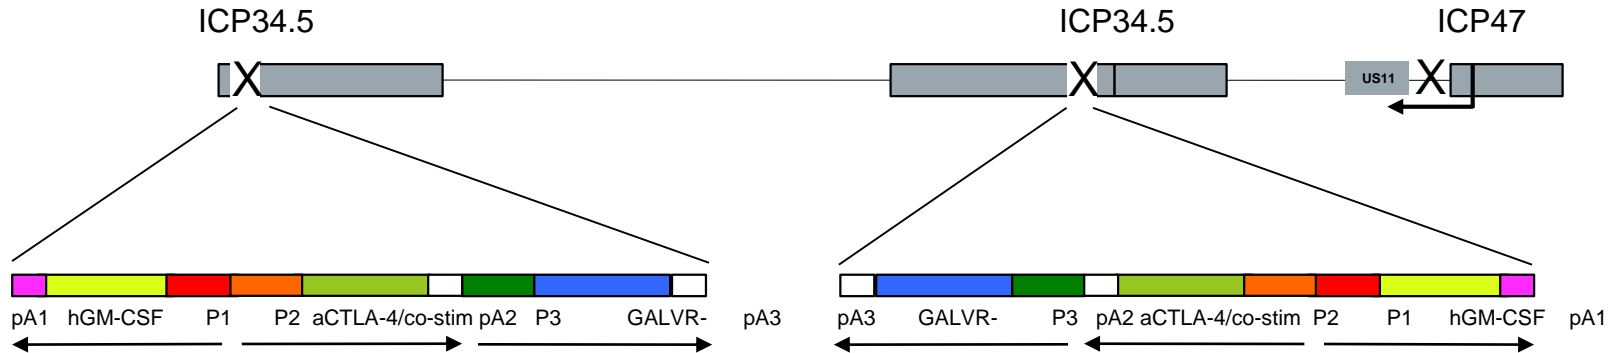 ICP34.5 ICP34.5 ICP47
X X US11 X
pA1 hGM-CSF P1 P2 aCTLA-4/co-stim pA2 P3 GALVR- pA3 pA3 GALVR- P3 pA2 aCTLA-4/co-stim P2 P1 hGM-CSF pA1